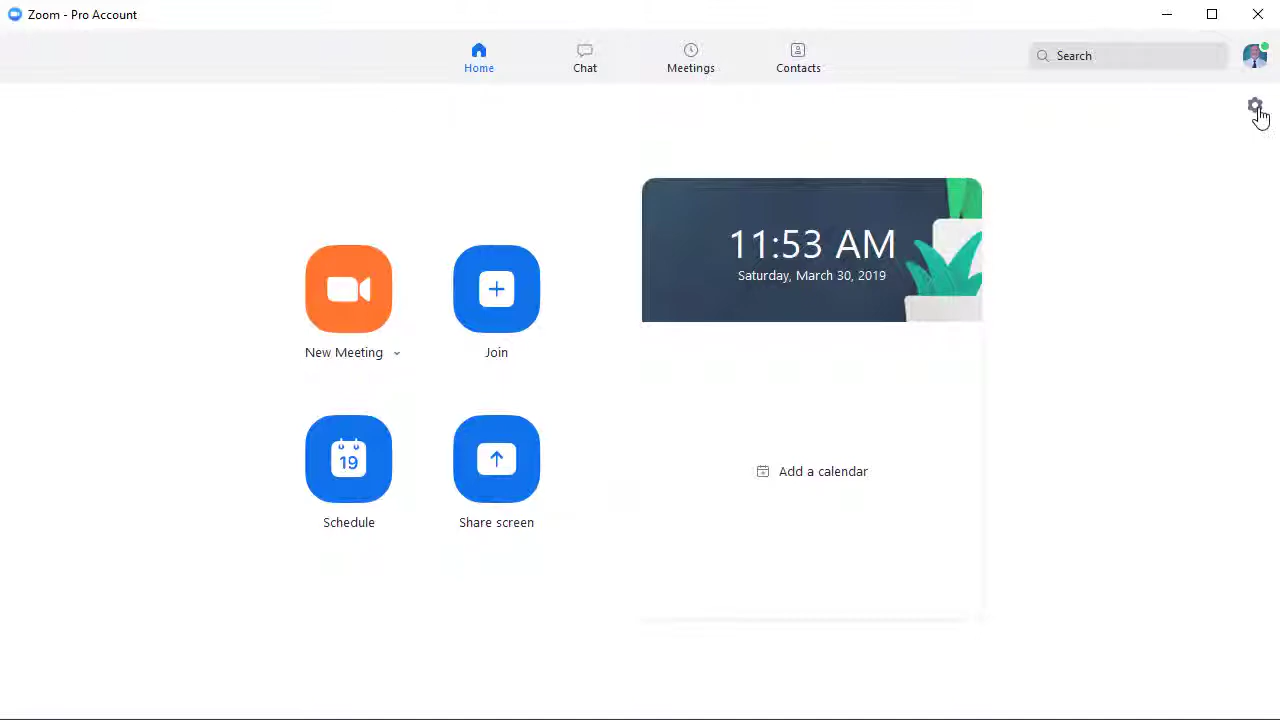 Zoom - Pro Account
Home
Chat
Meetings
Contacts
Search
11:53 AM
Saturday, March 30, 2019
New Meeting
Join
19
Schedule
Share screen
Add a calendar